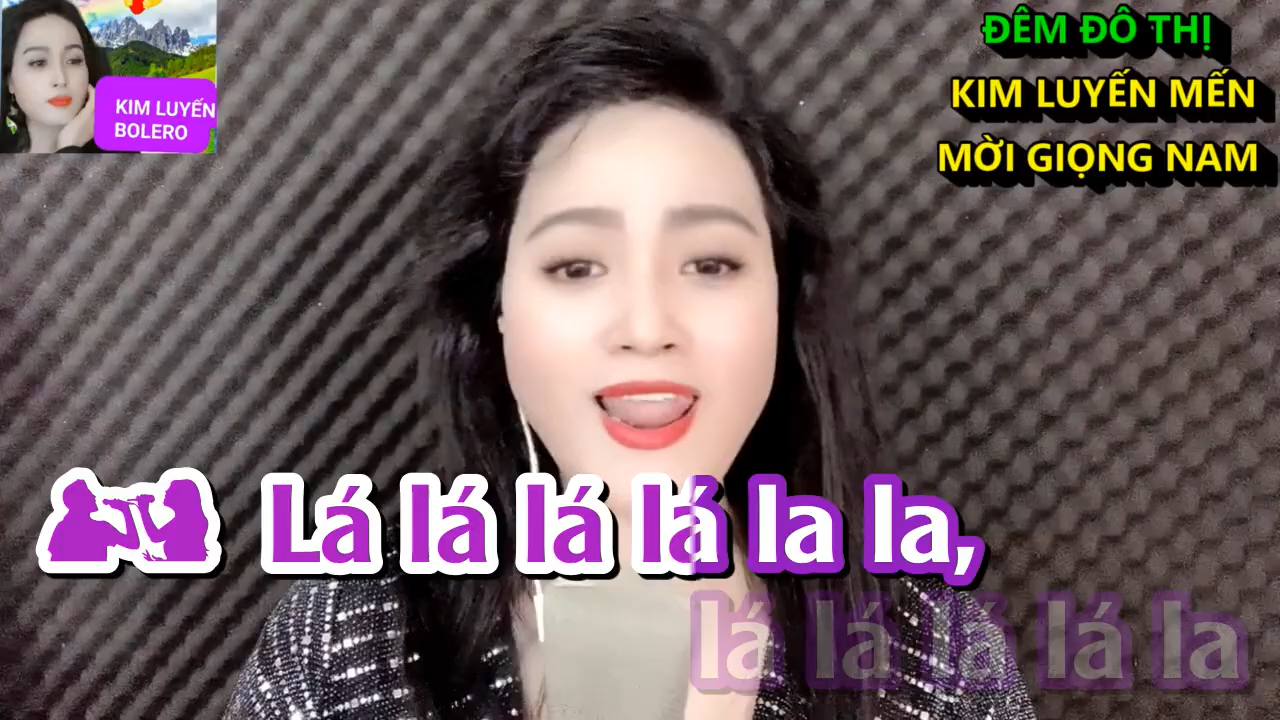 KIM LUYẾN
BOLERO
ĐÊM ĐÔ THỊ
KIM LUYẾN MẾN
MỜI GIỌNG NAM
Lá lá lá lá la la,
lá lá lá lá la